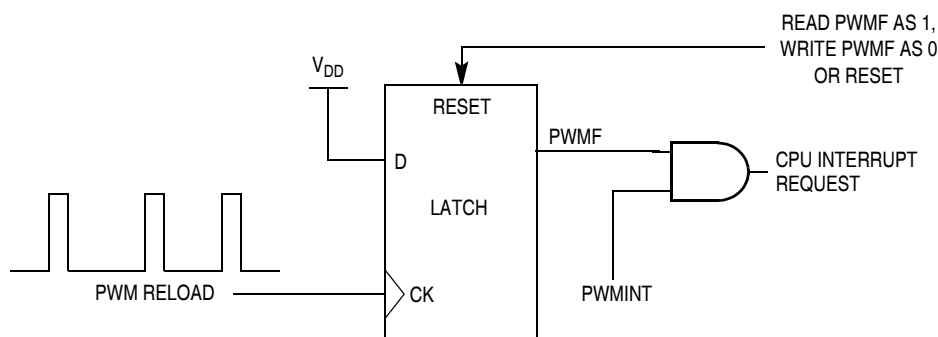 READ PWMF AS 1,
WRITE PWMF AS 0
OR RESET
VDD
RESET
PWMF
D
CPU INTERRUPT
REQUEST
LATCH
PWM RELOAD
CK
PWMINT